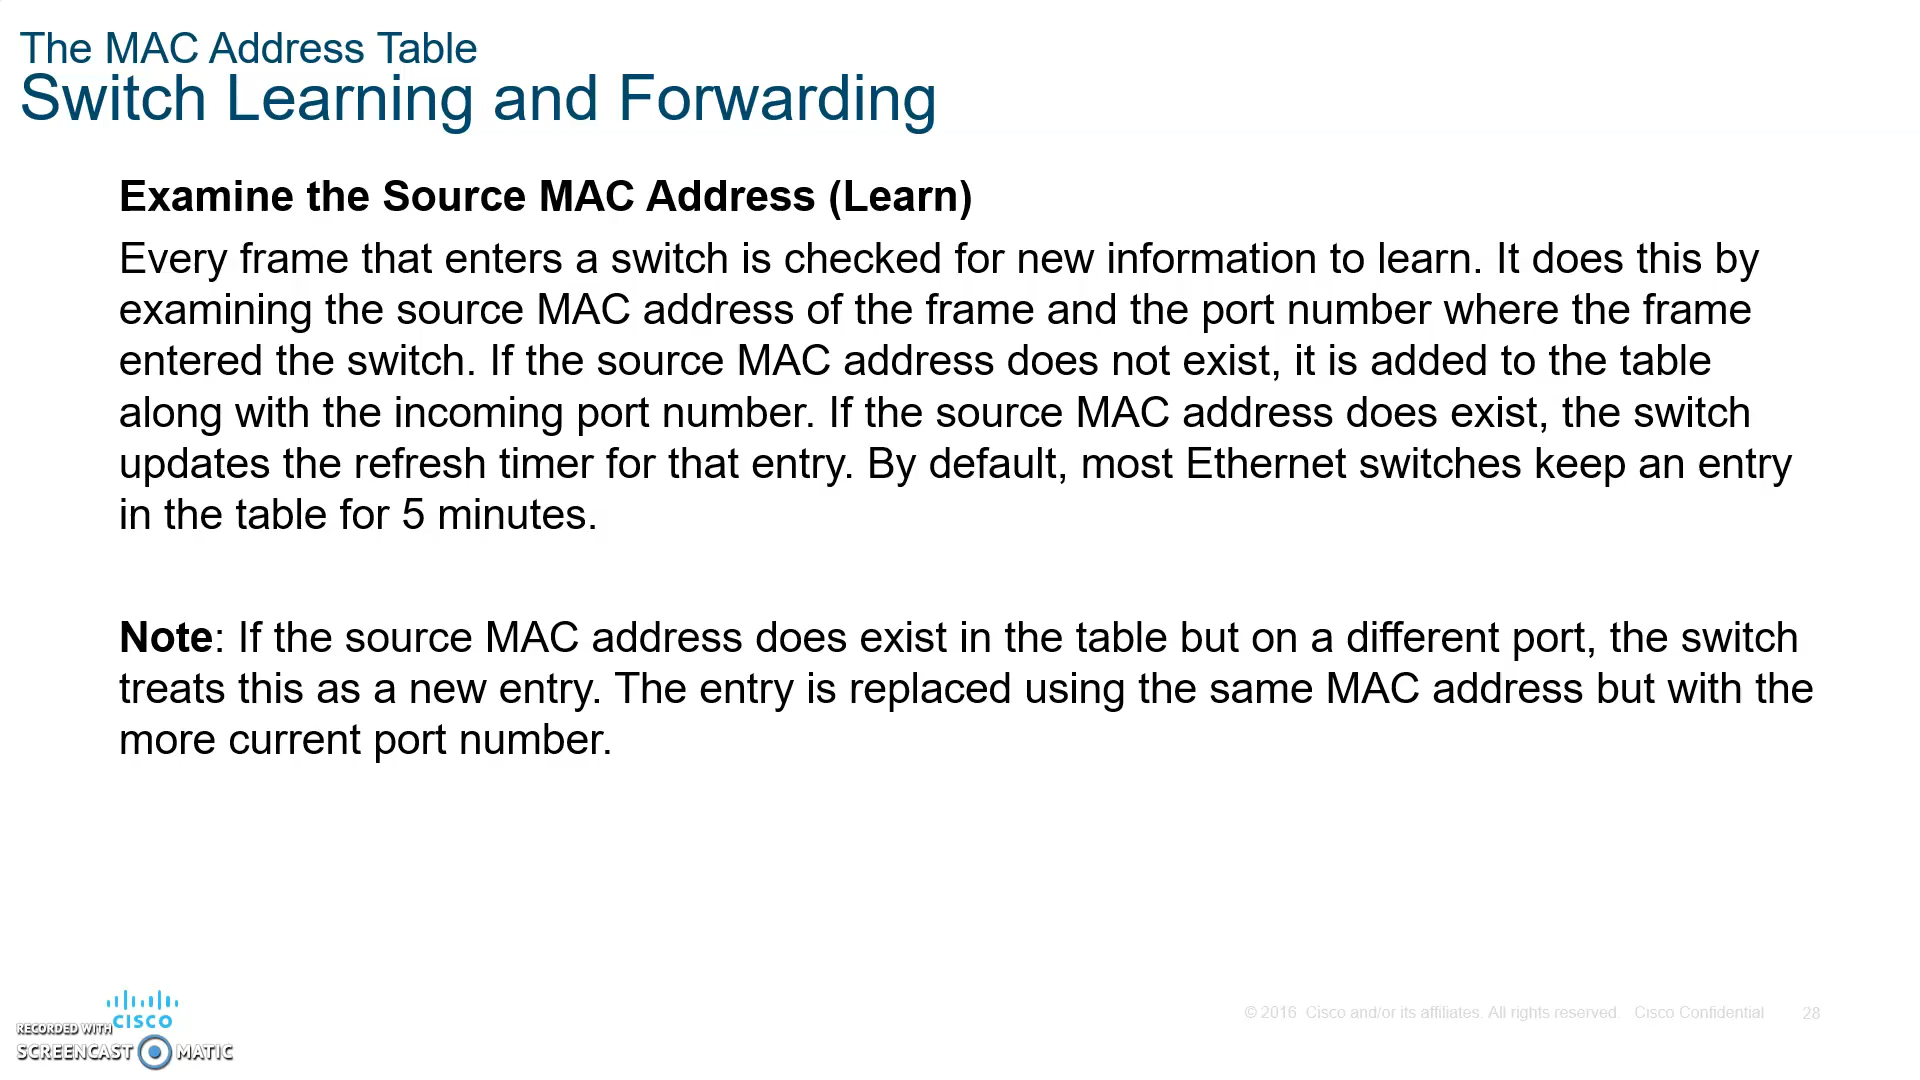 The MAC Address Table
Switch Learning and Forwarding
Examine the Source MAC Address (Learn)
Every frame that enters a switch is checked for new information to learn. It does this by
examining the source MAC address of the frame and the port number where the frame
entered the switch. If the source MAC address does not exist, it is added to the table
along with the incoming port number. If the source MAC address does exist, the switch
updates the refresh timer for that entry. By default, most Ethernet switches keep an entry
in the table for 5 minutes.
Note: If the source MAC address does exist in the table but on a different port, the switch
treats this as a new entry. The entry is replaced using the same MAC address but with the
more current port number.
CISCO
RECORDED WITH
SCREENCAST MATIC
© 2016 Cisco and/or its affiliates. All rights reserved. Cisco Confidential 28